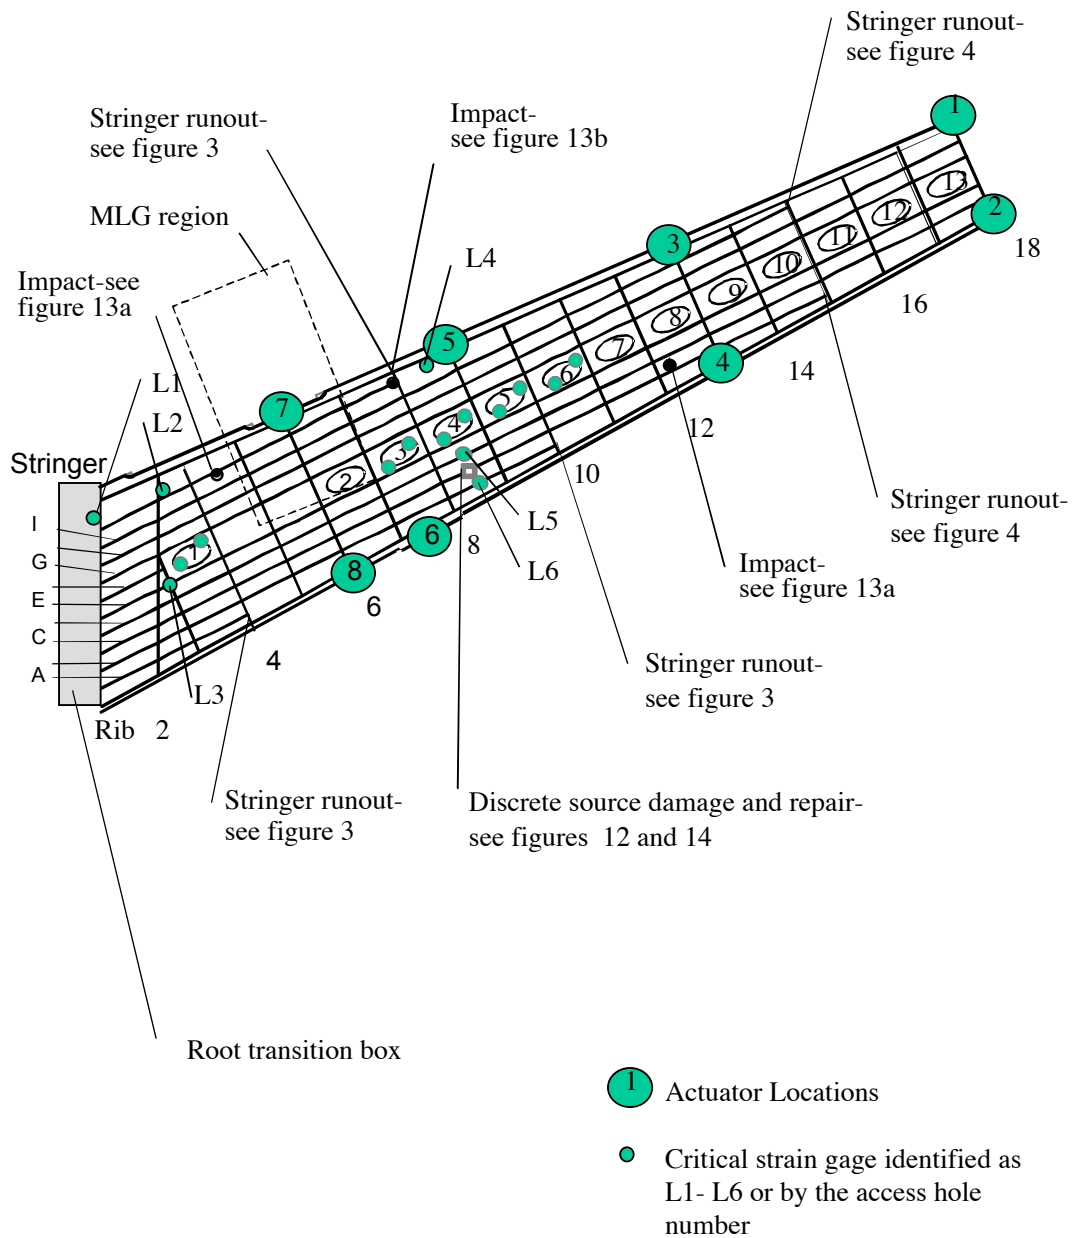 Stringer runout-
see figure 4
1
Impact-
see figure 13b
Stringer runout-
see figure 3
MLG region
Impact-see
figure 13a
L4
L1
L2
Stringer
I
G
E
C
A
Rib 2
L3
4
6
8
10
12
14
16
18
13
12
11
10
9
8
7
6
5
4
3
2
1
2
3
4
5
6
7
8
L5
L6
Stringer runout-
see figure 4
Impact-
see figure 13a
Stringer runout-
see figure 3
Stringer runout-
see figure 3
Discrete source damage and repair-
see figures 12 and 14
Root transition box
1 Actuator Locations
Critical strain gage identified as
L1- L6 or by the access hole
number